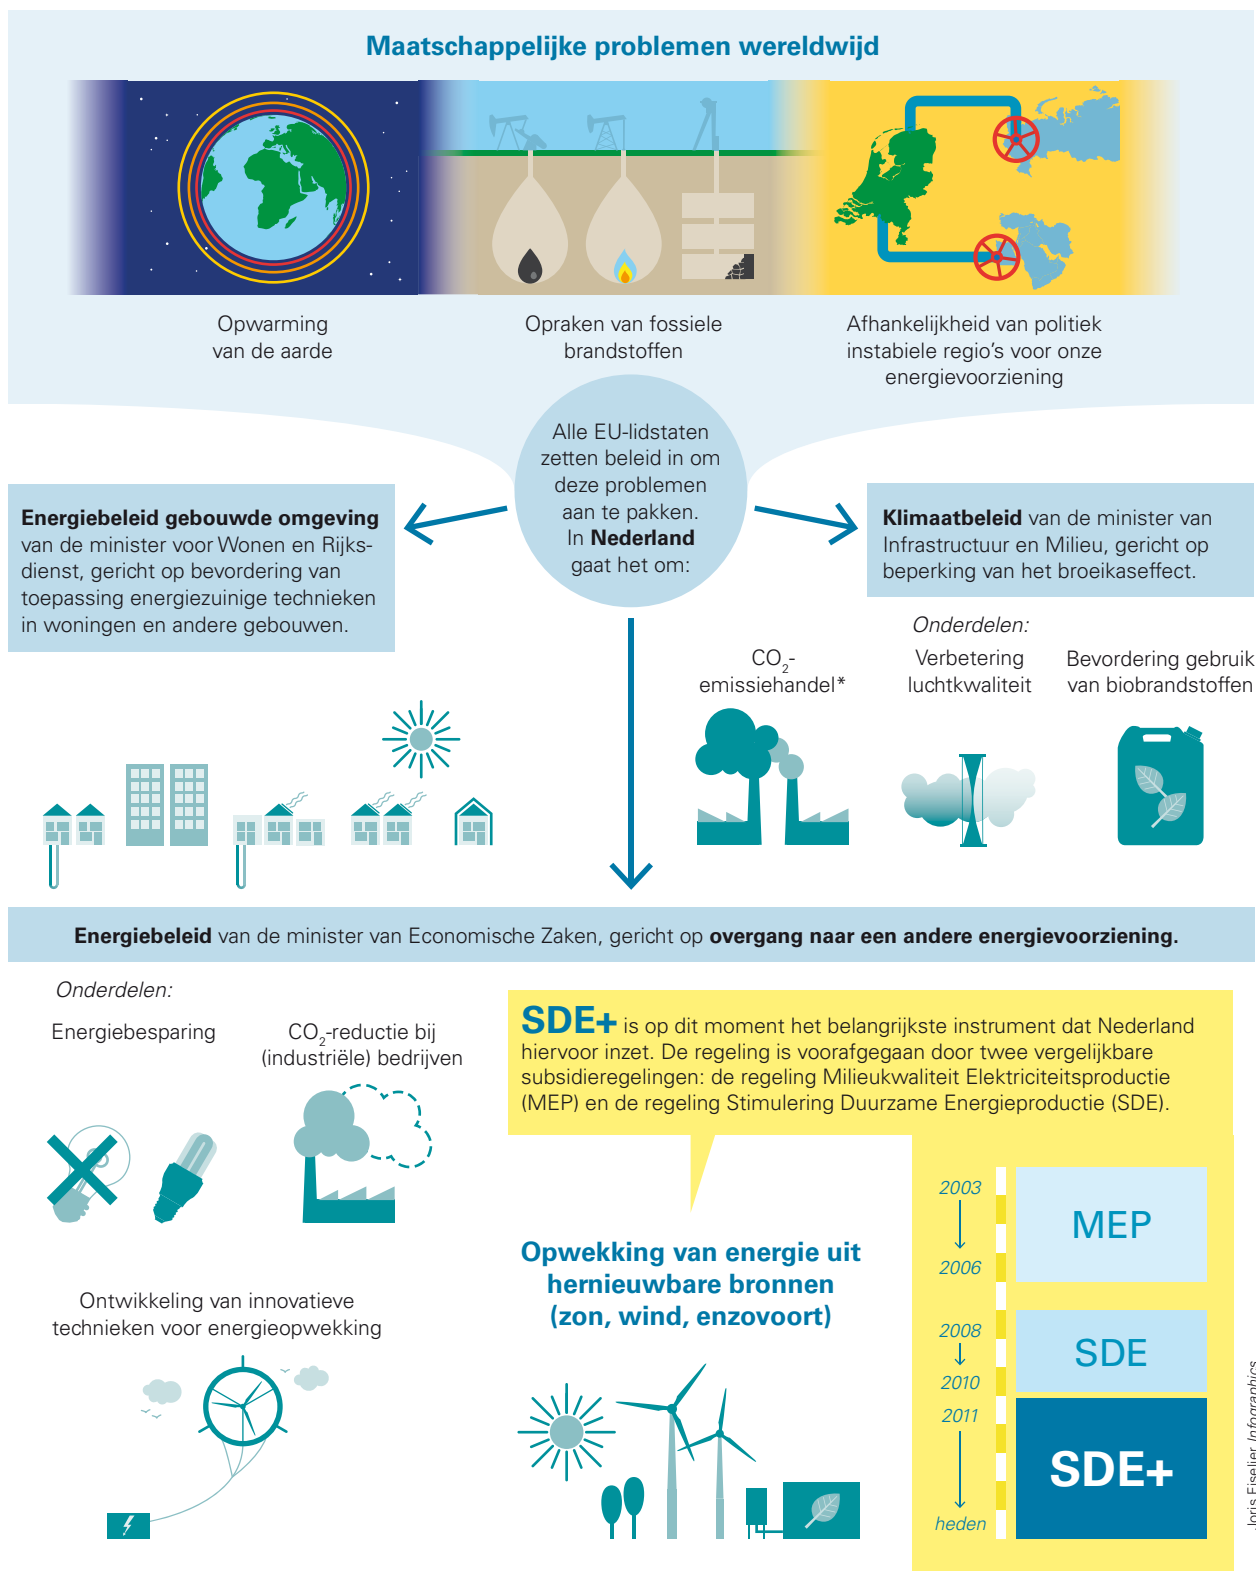 Maatschappelijke problemen wereldwijd
Opwarming
van de aarde
Opraken van fossiele
brandstoffen
Afhankelijkheid van politiek
instabiele regio's voor onze
energievoorziening
Alle EU-lidstaten
zetten beleid in om
deze problemen
aan te pakken.
In Nederland
gaat het om:
Energiebeleid gebouwde omgeving
van de minister voor Wonen en Rijks-
dienst, gericht op bevordering van
toepassing energiezuinige technieken
in woningen en andere gebouwen.
Klimaatbeleid van de minister van
Infrastructuur en Milieu, gericht op
beperking van het broeikaseffect.
Onderdelen:
CO₂-
emissiehandel*
Verbetering
luchtkwaliteit
Bevordering gebruik
van biobrandstoffen
Energiebeleid van de minister van Economische Zaken, gericht op overgang naar een andere energievoorziening.
Onderdelen:
Energiebesparing
CO₂-reductie bij
(industriële) bedrijven
Ontwikkeling van innovatieve
technieken voor energieopwekking
SDE+ is op dit moment het belangrijkste instrument dat Nederland
hiervoor inzet. De regeling is voorafgegaan door twee vergelijkbare
subsidieregelingen: de regeling Milieukwaliteit Elektriciteitsproductie
(MEP) en de regeling Stimulering Duurzame Energieproductie (SDE).
Opwekking van energie uit
hernieuwbare bronnen
(zon, wind, enzovoort)
2003
2006
MEP
2008
2010
SDE
2011
heden
SDE+
Joris Fiselier Infographics